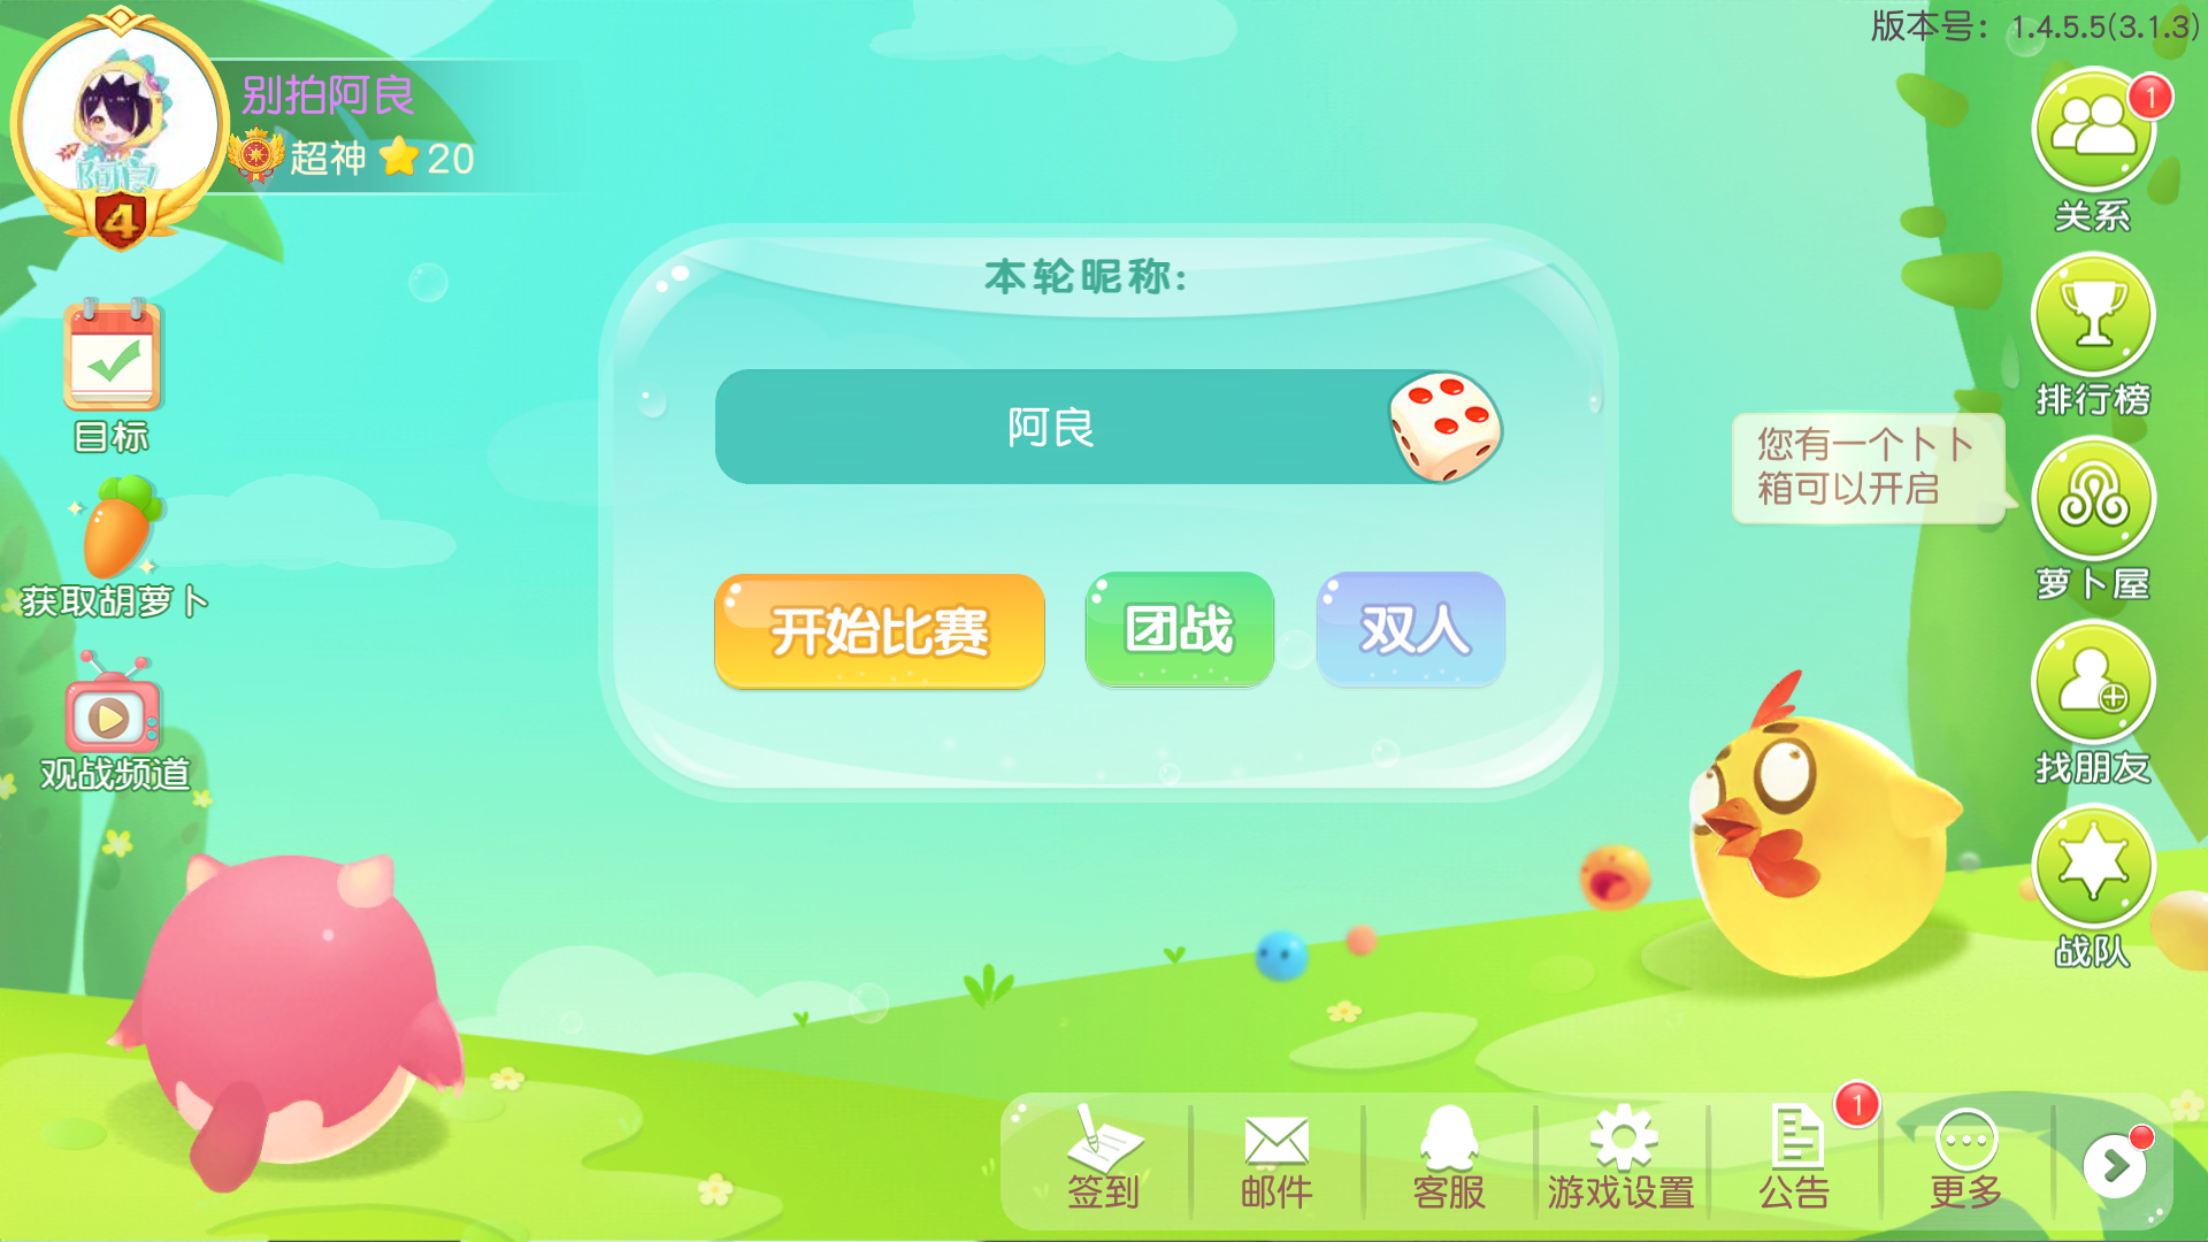 版本号：1.4.5.5(3.1.3)
别拍阿良
超神 20
阿良
4
目标
获取胡萝卜
观战频道
本轮昵称:
阿良
开始比赛
团战
双人
1
关系
排行榜
您有一个卜卜
箱可以开启
萝卜屋
找朋友
战队
签到
邮件
客服
游戏设置
1
公告
更多